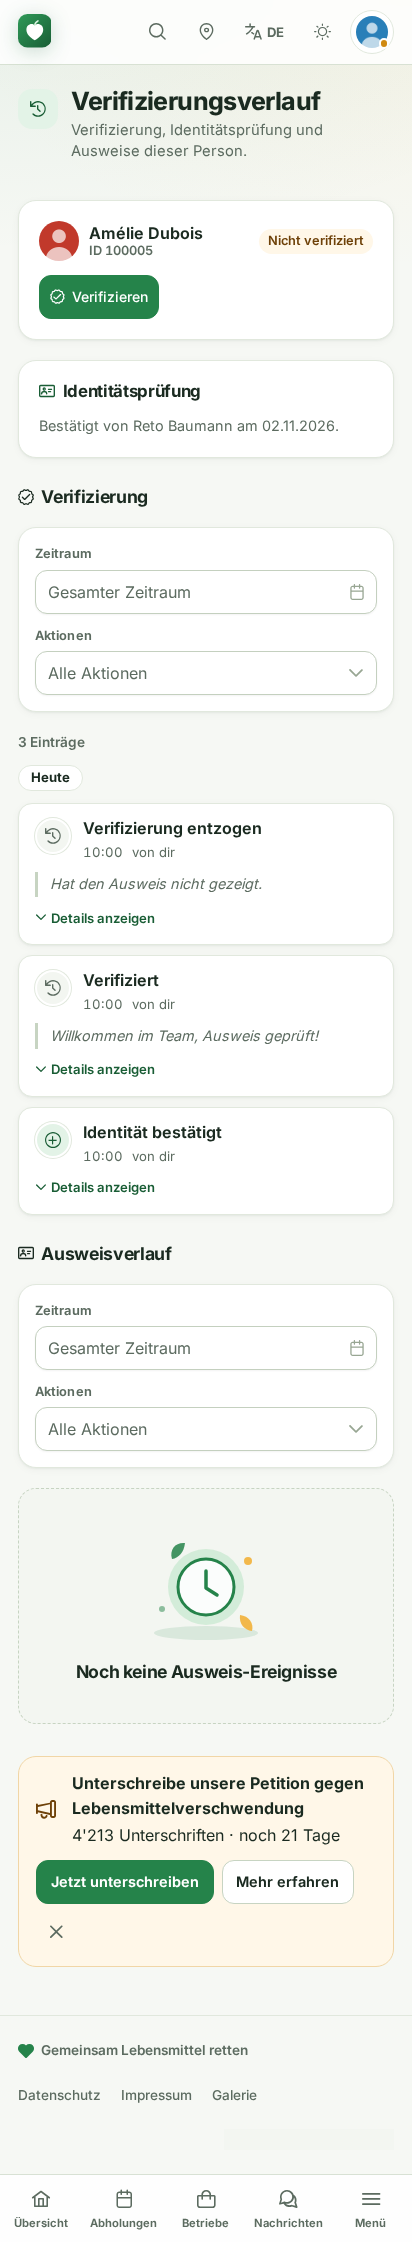 DE
Verifizierungsverlauf
Verifizierung, Identitätsprüfung und
Ausweise dieser Person.
Amélie Dubois
ID 100005
Nicht verifiziert
Verifizieren
Identitätsprüfung
Bestätigt von Reto Baumann am 02.11.2026.
Verifizierung
Zeitraum
Gesamter Zeitraum
Aktionen
Alle Aktionen
3 Einträge
Heute
Verifizierung entzogen
10:00 von dir
Hat den Ausweis nicht gezeigt.
Details anzeigen
Verifiziert
10:00 von dir
Willkommen im Team, Ausweis geprüft!
Details anzeigen
Identität bestätigt
10:00 von dir
Details anzeigen
Ausweisverlauf
Zeitraum
Gesamter Zeitraum
Aktionen
Alle Aktionen
Noch keine Ausweis-Ereignisse
Unterschreibe unsere Petition gegen
Lebensmittelverschwendung
4'213 Unterschriften · noch 21 Tage
Jetzt unterschreiben
Mehr erfahren
Gemeinsam Lebensmittel retten
Datenschutz Impressum Galerie
Übersicht Abholungen Betriebe Nachrichten Menü